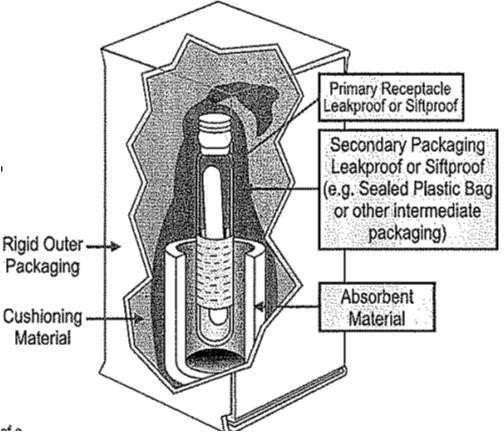 Primary Receptacle
Leakproof or Siftproof
Secondary Packaging
Leakproof or Siftproof
(e.g. Sealed Plastic Bag
or other intermediate
packaging)
Rigid Outer
Packaging
Absorbent
Material
Cushioning
Material
of a